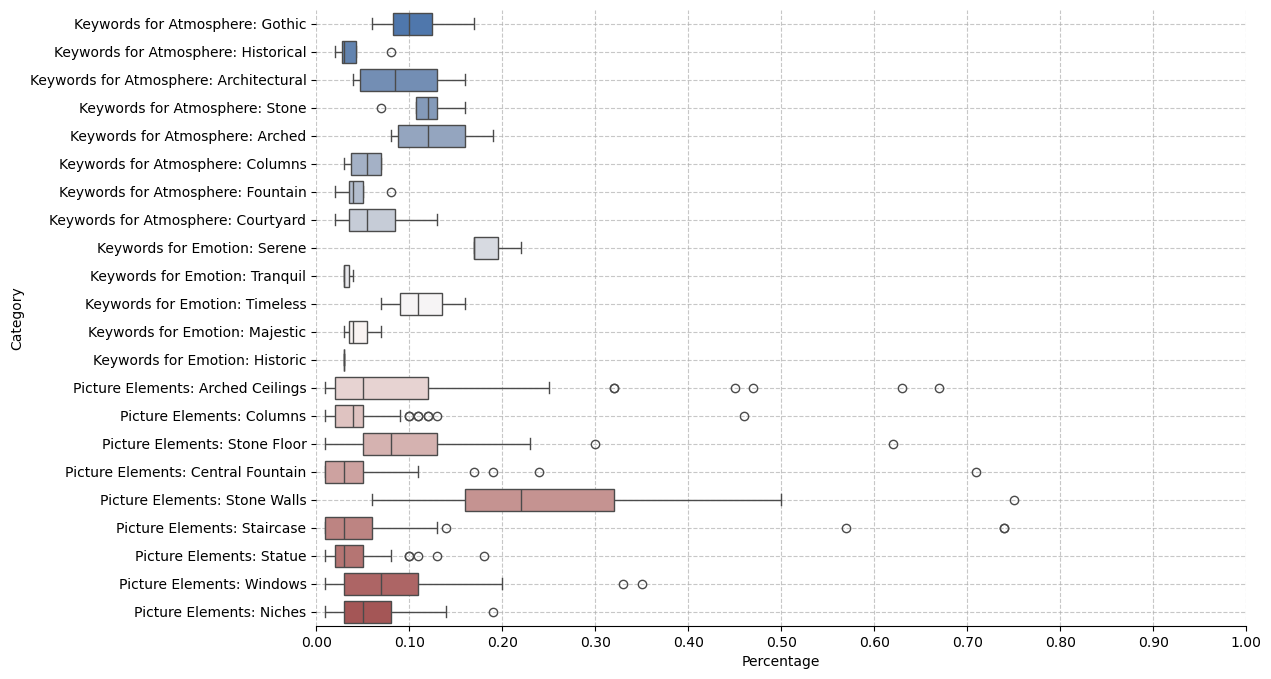 Keywords for Atmosphere: Gothic
Keywords for Atmosphere: Historical
Keywords for Atmosphere: Architectural
Keywords for Atmosphere: Stone
Keywords for Atmosphere: Arched
Keywords for Atmosphere: Columns
Keywords for Atmosphere: Fountain
Keywords for Atmosphere: Courtyard
Keywords for Emotion: Serene
Keywords for Emotion: Tranquil
Keywords for Emotion: Timeless
Keywords for Emotion: Majestic
Keywords for Emotion: Historic
Picture Elements: Arched Ceilings
Picture Elements: Columns
Picture Elements: Stone Floor
Picture Elements: Central Fountain
Picture Elements: Stone Walls
Picture Elements: Staircase
Picture Elements: Statue
Picture Elements: Windows
Picture Elements: Niches
Category
0.00 0.10 0.20 0.30 0.40 0.50 0.60 0.70 0.80 0.90 1.00
Percentage